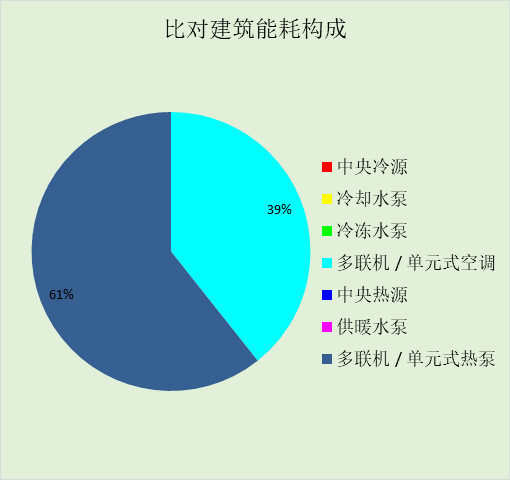 比对建筑能耗构成
39%
61%
中央冷源
冷却水泵
冷冻水泵
多联机 / 单元式空调
中央热源
供暖水泵
多联机 / 单元式热泵